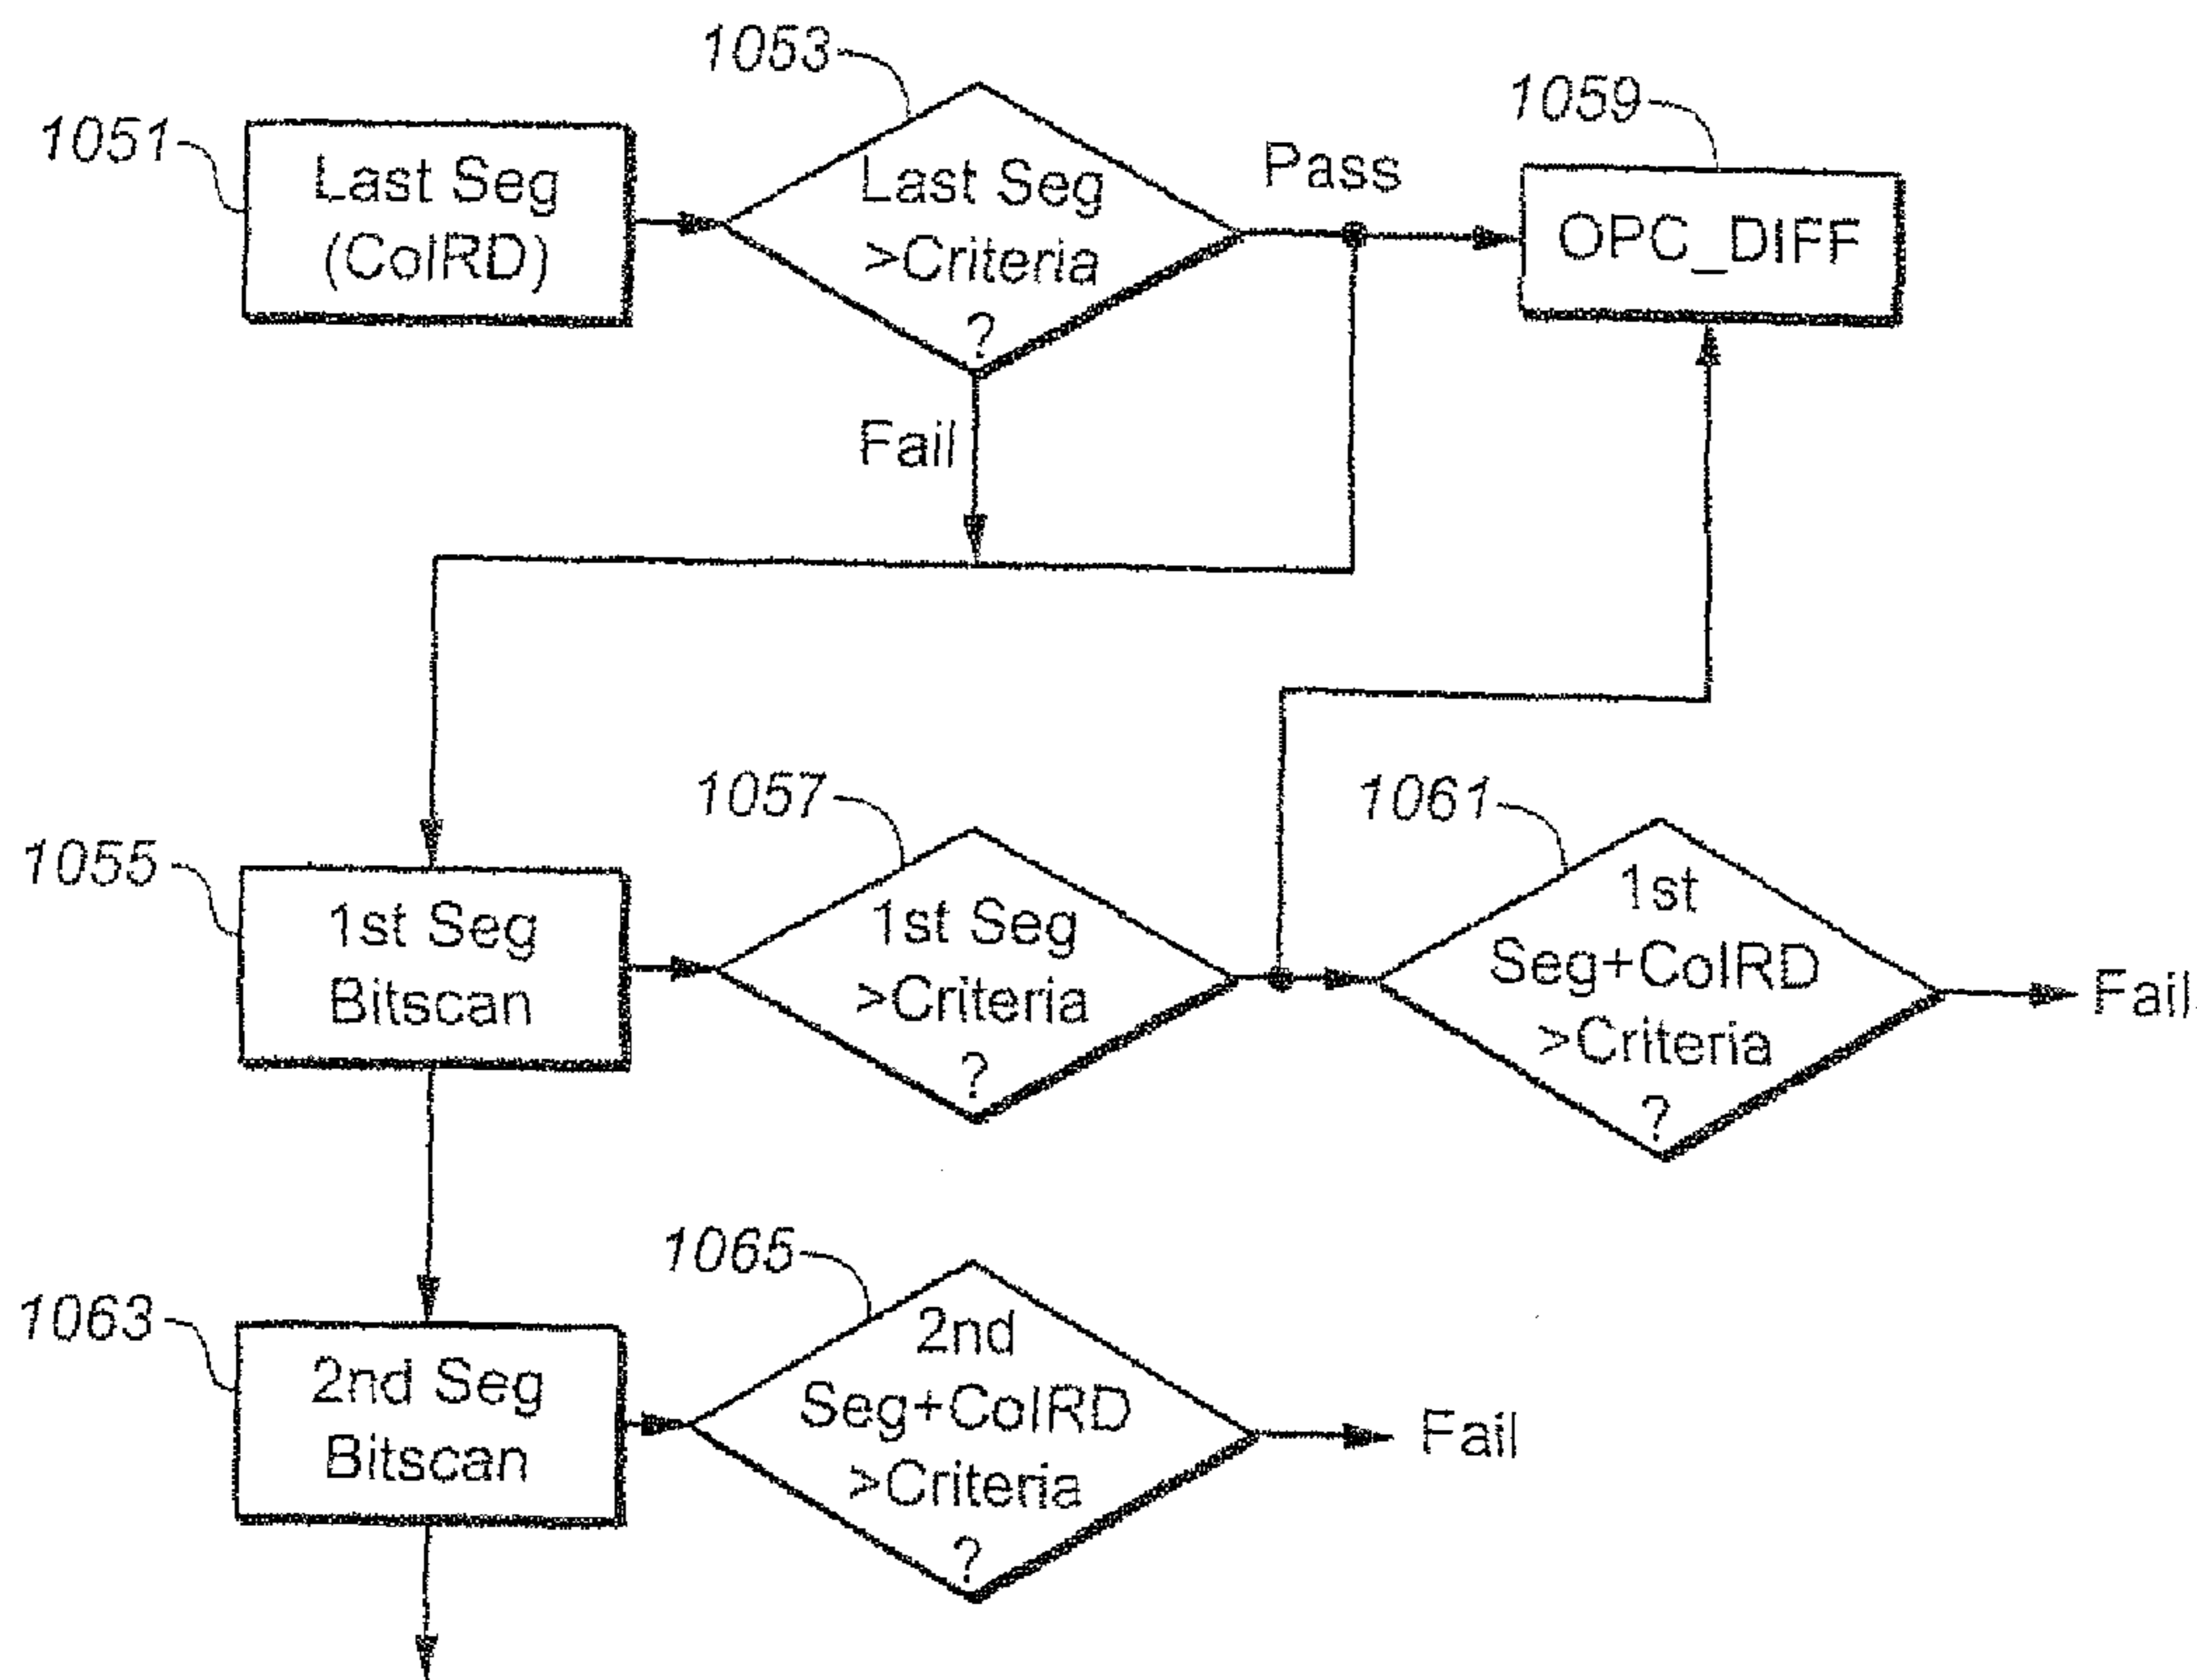 1053
1059
1051
Last Seg
(ColRD)
Last Seg
>Criteria
?
Pass
OPC_DIFF
Fail
1057
1061
1055
1st Seg
Bitscan
1st Seg
>Criteria
?
1st
Seg+ColRD
>Criteria
?
Fail
1065
1063
2nd Seg
Bitscan
2nd
Seg+ColRD
>Criteria
?
Fail